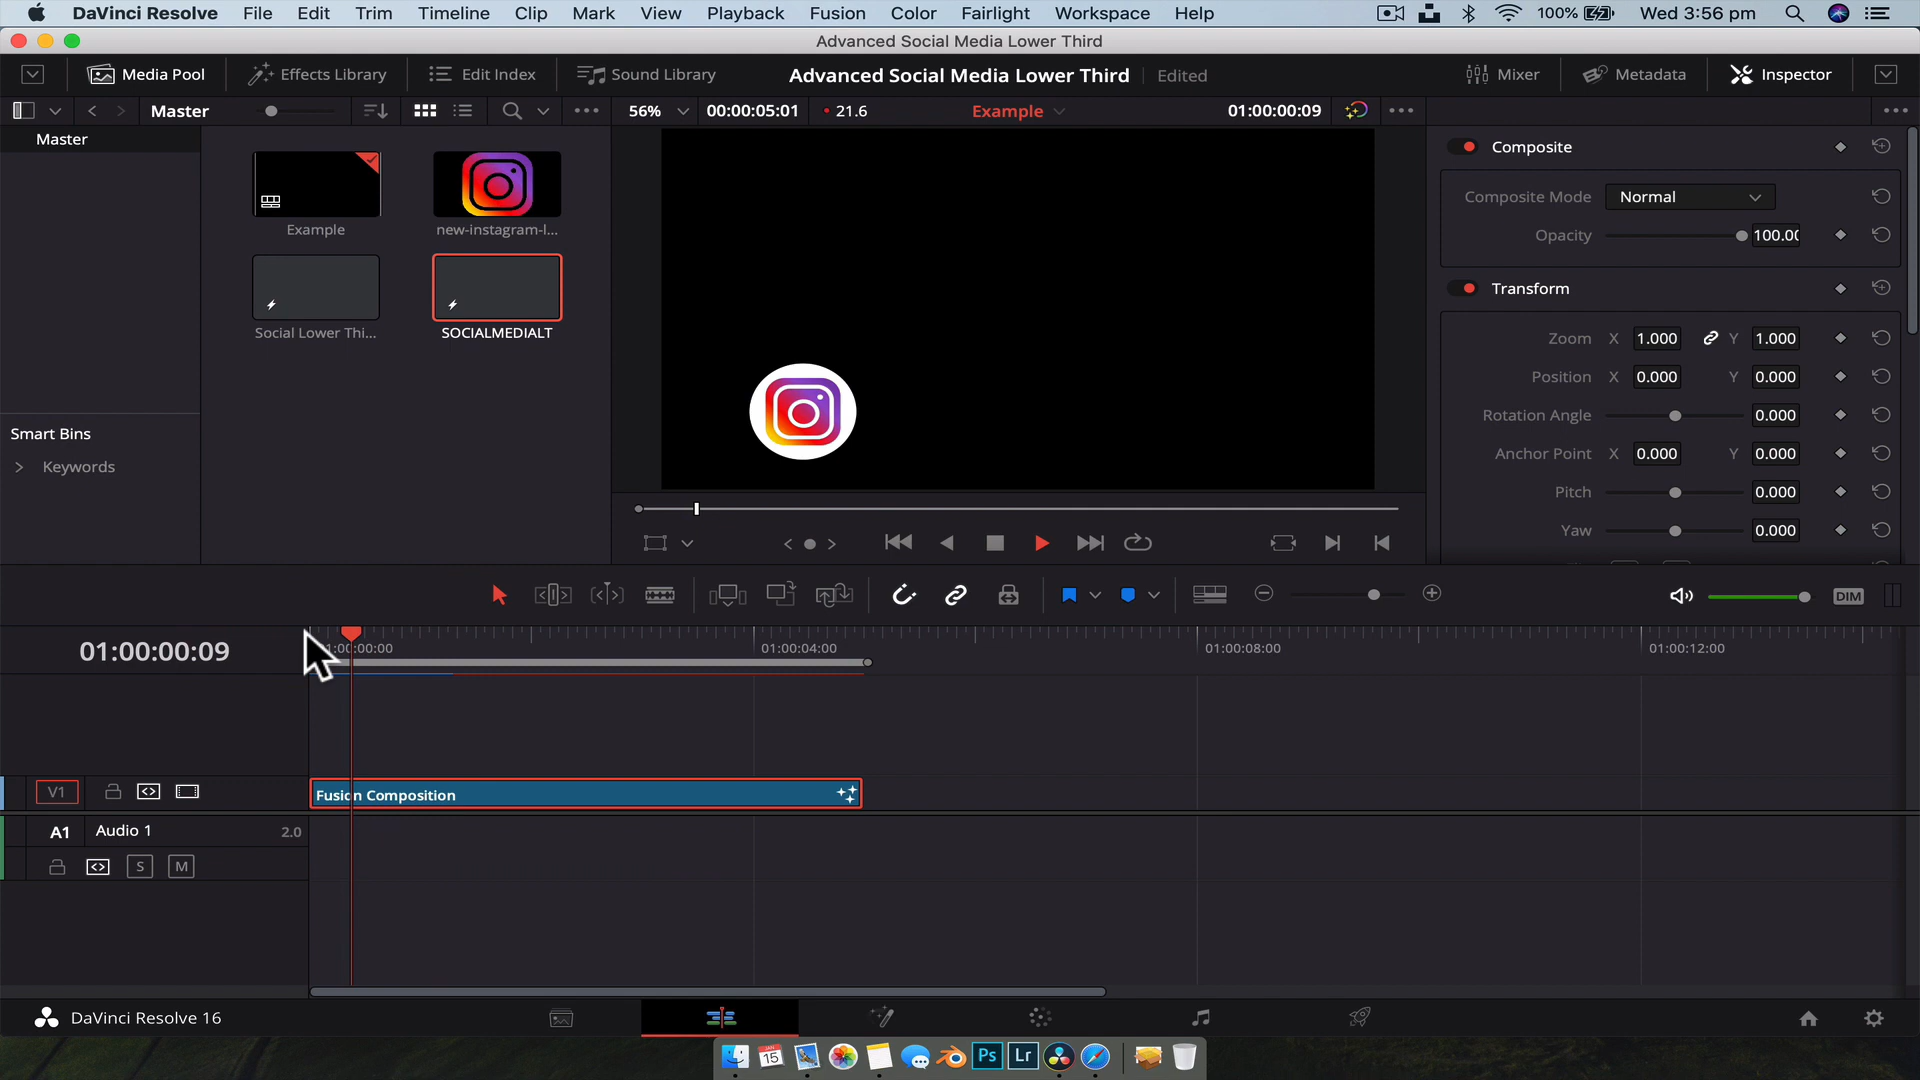 DaVinci Resolve File Edit Trim Timeline Clip Mark View Playback Fusion Color Fairlight Workspace Help 100% Wed 3:56 pm
Advanced Social Media Lower Third
Media Pool Effects Library Edit Index Sound Library Advanced Social Media Lower Third Edited Mixer Metadata Inspector
Master 56% 00:00:05:01 21.6 Example 01:00:00:09
Master
Composite
Composite Mode Normal
Example new-instagram-l...
Opacity 100.00
Transform
Social Lower Thi... SOCIALMEDIALT
Zoom X 1.000 Y 1.000
Position X 0.000 Y 0.000
Rotation Angle 0.000
Smart Bins
Anchor Point X 0.000 Y 0.000
Keywords
Pitch 0.000
Yaw 0.000
DIM
01:00:00:09
:00:00:00 01:00:04:00 01:00:08:00 01:00:12:00
V1 Fusion Composition
A1 Audio 1 2.0
S M
DaVinci Resolve 16
JAN 15 Ps Lr